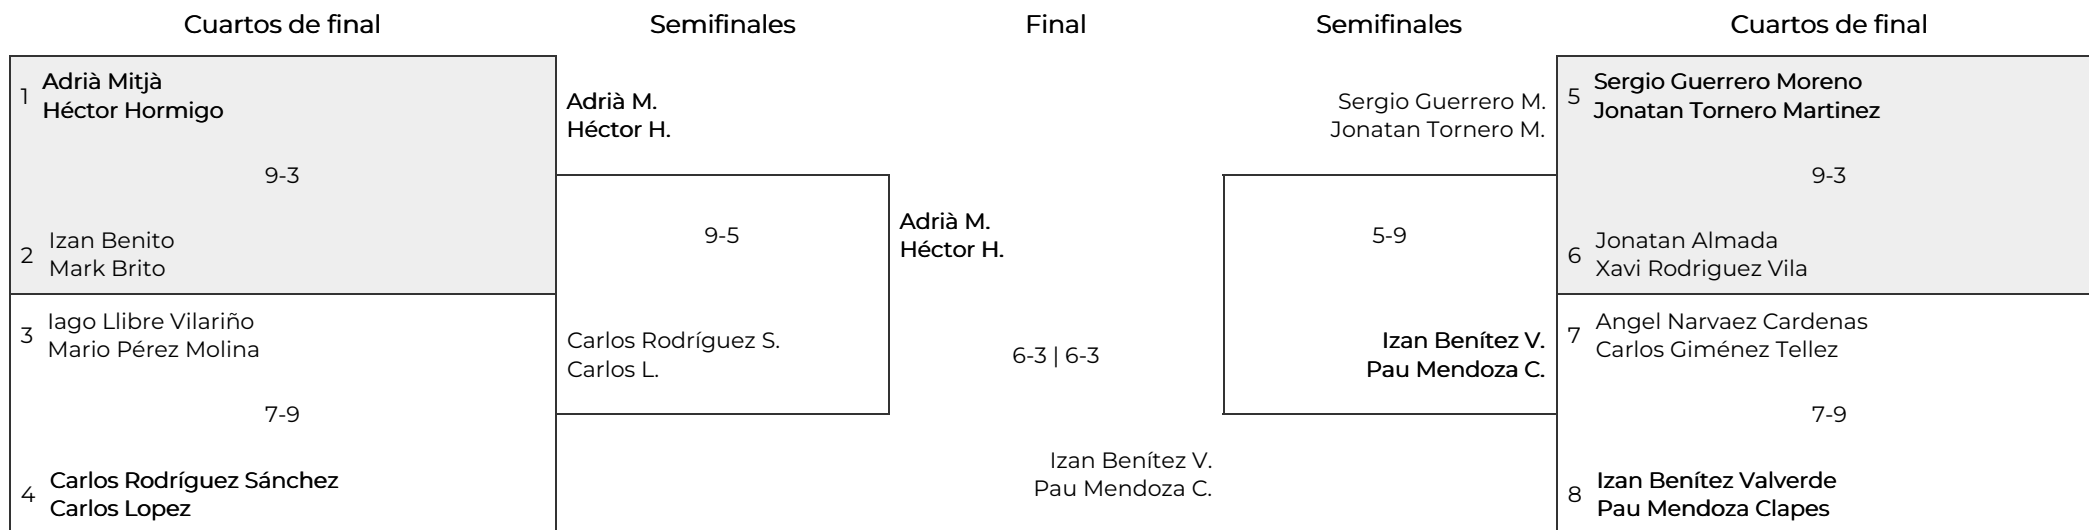 Cuartos de final
Semifinales
Final
Semifinales
Cuartos de final
1
Adrià Mitjà
Héctor Hormigo
9-3
2
Izan Benito
Mark Brito
3
Iago Llibre Vilariño
Mario Pérez Molina
7-9
4
Carlos Rodríguez Sánchez
Carlos Lopez
Adrià M.
Héctor H.
9-5
Carlos Rodríguez S.
Carlos L.
Adrià M.
Héctor H.
6-3 | 6-3
Izan Benítez V.
Pau Mendoza C.
Sergio Guerrero M.
Jonatan Tornero M.
5-9
Izan Benítez V.
Pau Mendoza C.
5
Sergio Guerrero Moreno
Jonatan Tornero Martinez
9-3
6
Jonatan Almada
Xavi Rodriguez Vila
7
Angel Narvaez Cardenas
Carlos Giménez Tellez
7-9
8
Izan Benítez Valverde
Pau Mendoza Clapes